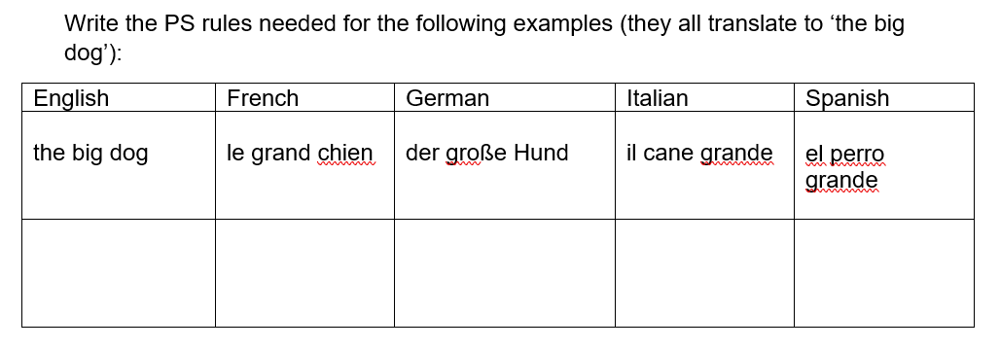 Write the PS rules needed for the following examples (they all translate to ‘the big
dog’):
English French German Italian Spanish
the big dog le grand chien der große Hund il cane grande el perro
grande